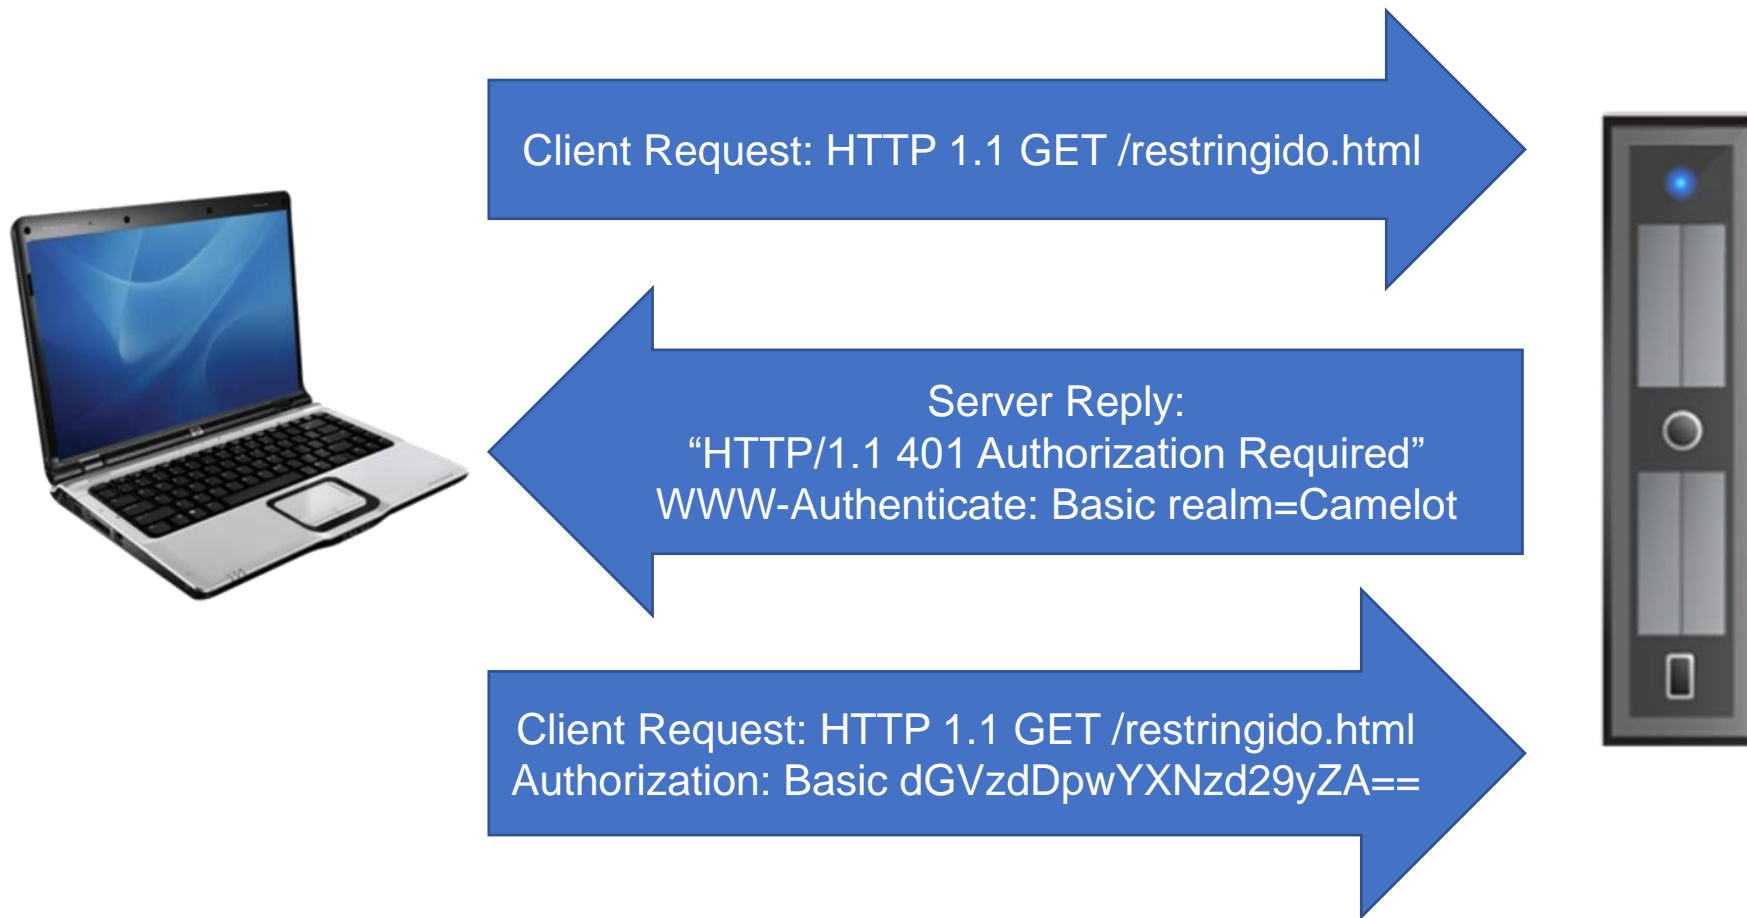 Client Request: HTTP 1.1 GET /restringido.html
Server Reply:
“HTTP/1.1 401 Authorization Required”
WWW-Authenticate: Basic realm=Camelot
Client Request: HTTP 1.1 GET /restringido.html
Authorization: Basic dGVzdDpwYXNzd29yZA==